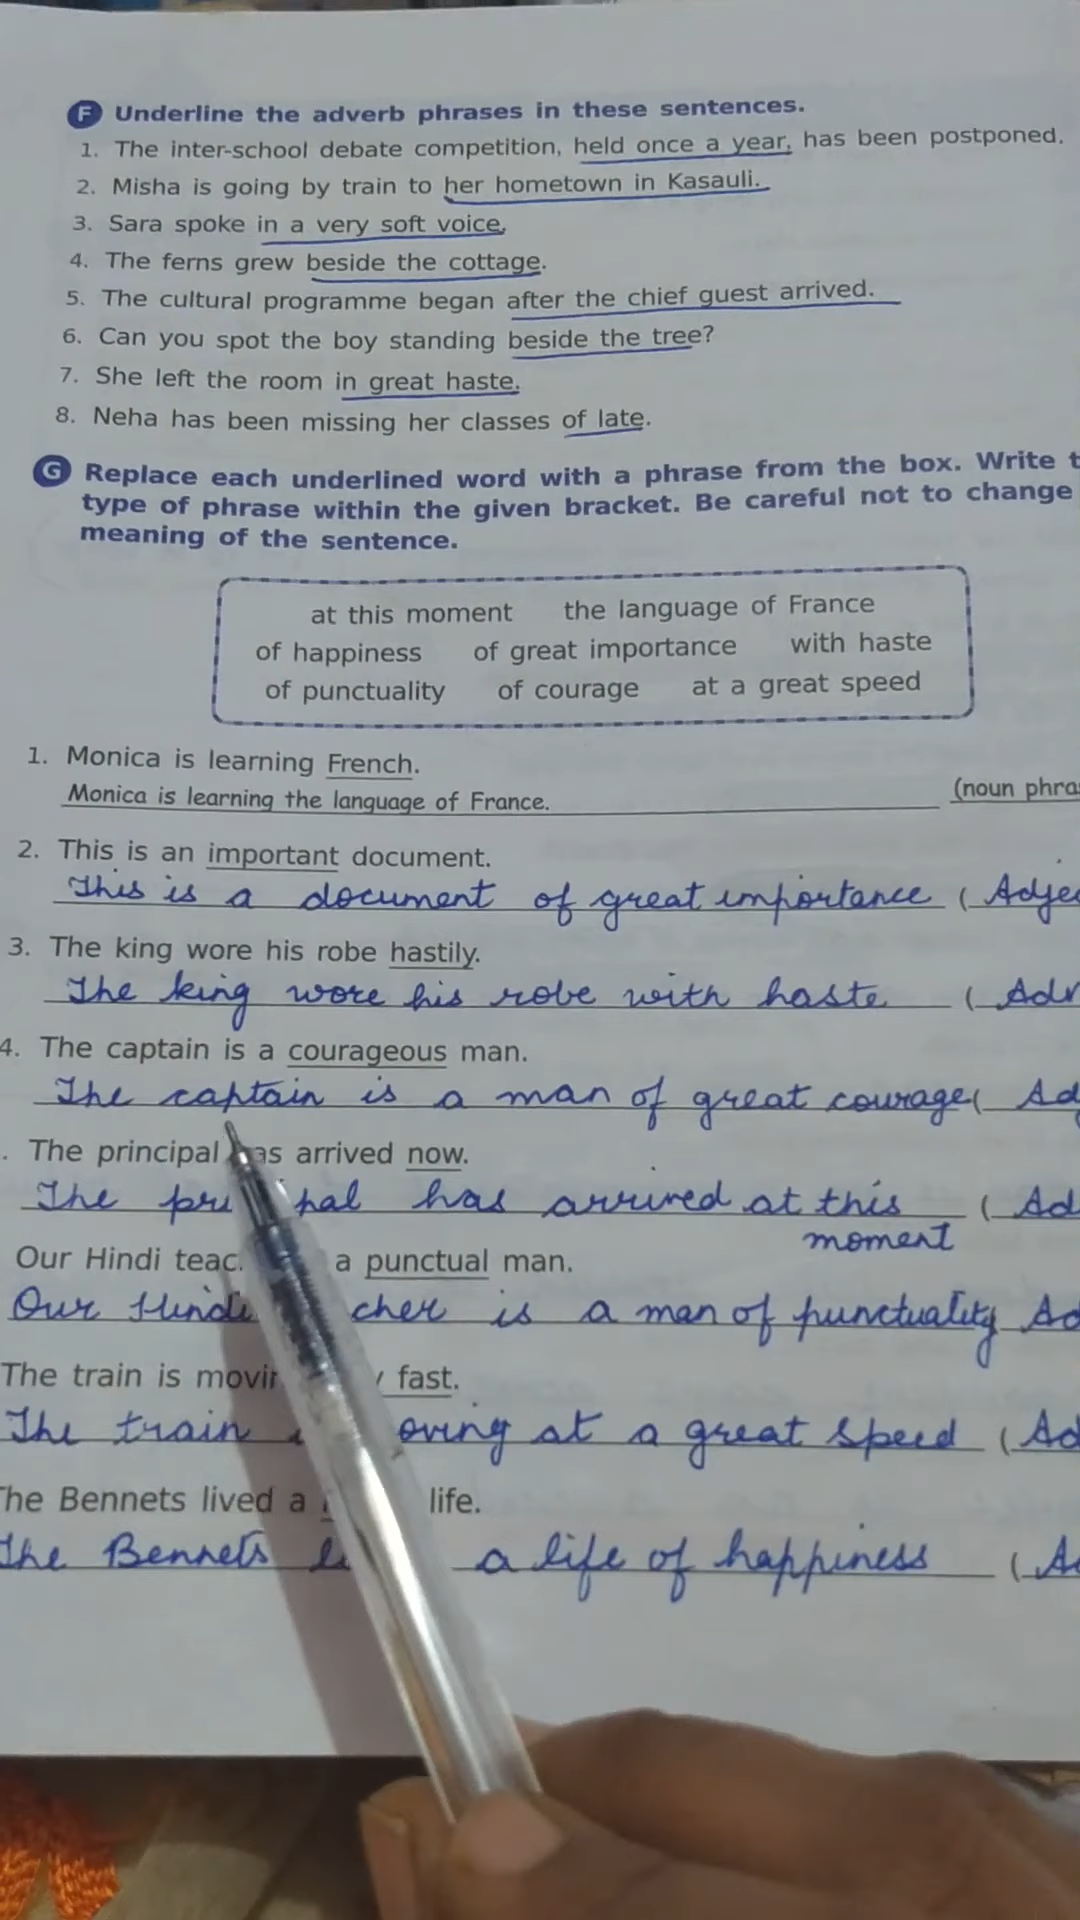 F Underline the adverb phrases in these sentences.
1. The inter-school debate competition, held once a year, has been postponed.
2. Misha is going by train to her hometown in Kasauli.
3. Sara spoke in a very soft voice.
4. The ferns grew beside the cottage.
5. The cultural programme began after the chief guest arrived.
6. Can you spot the boy standing beside the tree?
7. She left the room in great haste.
8. Neha has been missing her classes of late.
G Replace each underlined word with a phrase from the box. Write t
type of phrase within the given bracket. Be careful not to change
meaning of the sentence.
at this moment the language of France
of happiness of great importance with haste
of punctuality of courage at a great speed
1. Monica is learning French.
Monica is learning the language of France. (noun phra
2. This is an important document.
This is a document of great importance ( Adjec
3. The king wore his robe hastily.
The king wore his robe with haste ( Adv
4. The captain is a courageous man.
The captain is a man of great courage ( Ad
. The principal as arrived now.
The pri pal has arrived at this ( Ad
moment
Our Hindi teac a punctual man.
Our Hindi cher is a man of punctuality Ad
The train is movin y fast.
The train oving at a great speed ( Ad
The Bennets lived a life.
The Bennets li a life of happiness ( A